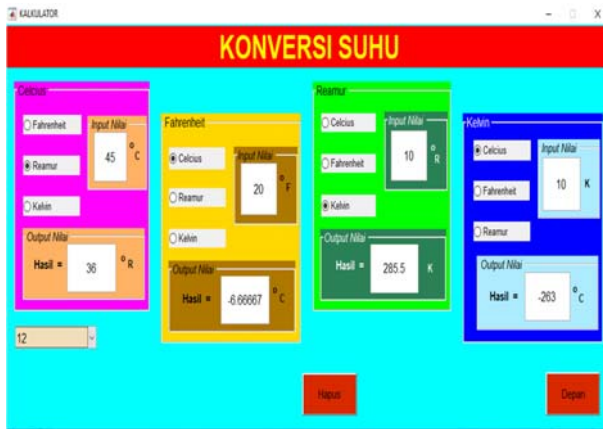 KALKULATOR
KONVERSI SUHU
Celcius
Fahrenheit
Input Nilai
Reamur
45 ° C
Kelvin
Output Nilai
Hasil = 36 ° R
Fahrenheit
Celcius
Input Nilai
Reamur
20 ° F
Kelvin
Output Nilai
Hasil = -6.66667 ° C
Reamur
Celcius
Input Nilai
Fahrenheit
10 ° R
Kelvin
Output Nilai
Hasil = 285.5 K
Kelvin
Celcius
Input Nilai
Fahrenheit
10 K
Reamur
Output Nilai
Hasil = -263 ° C
12
Hapus
Depan